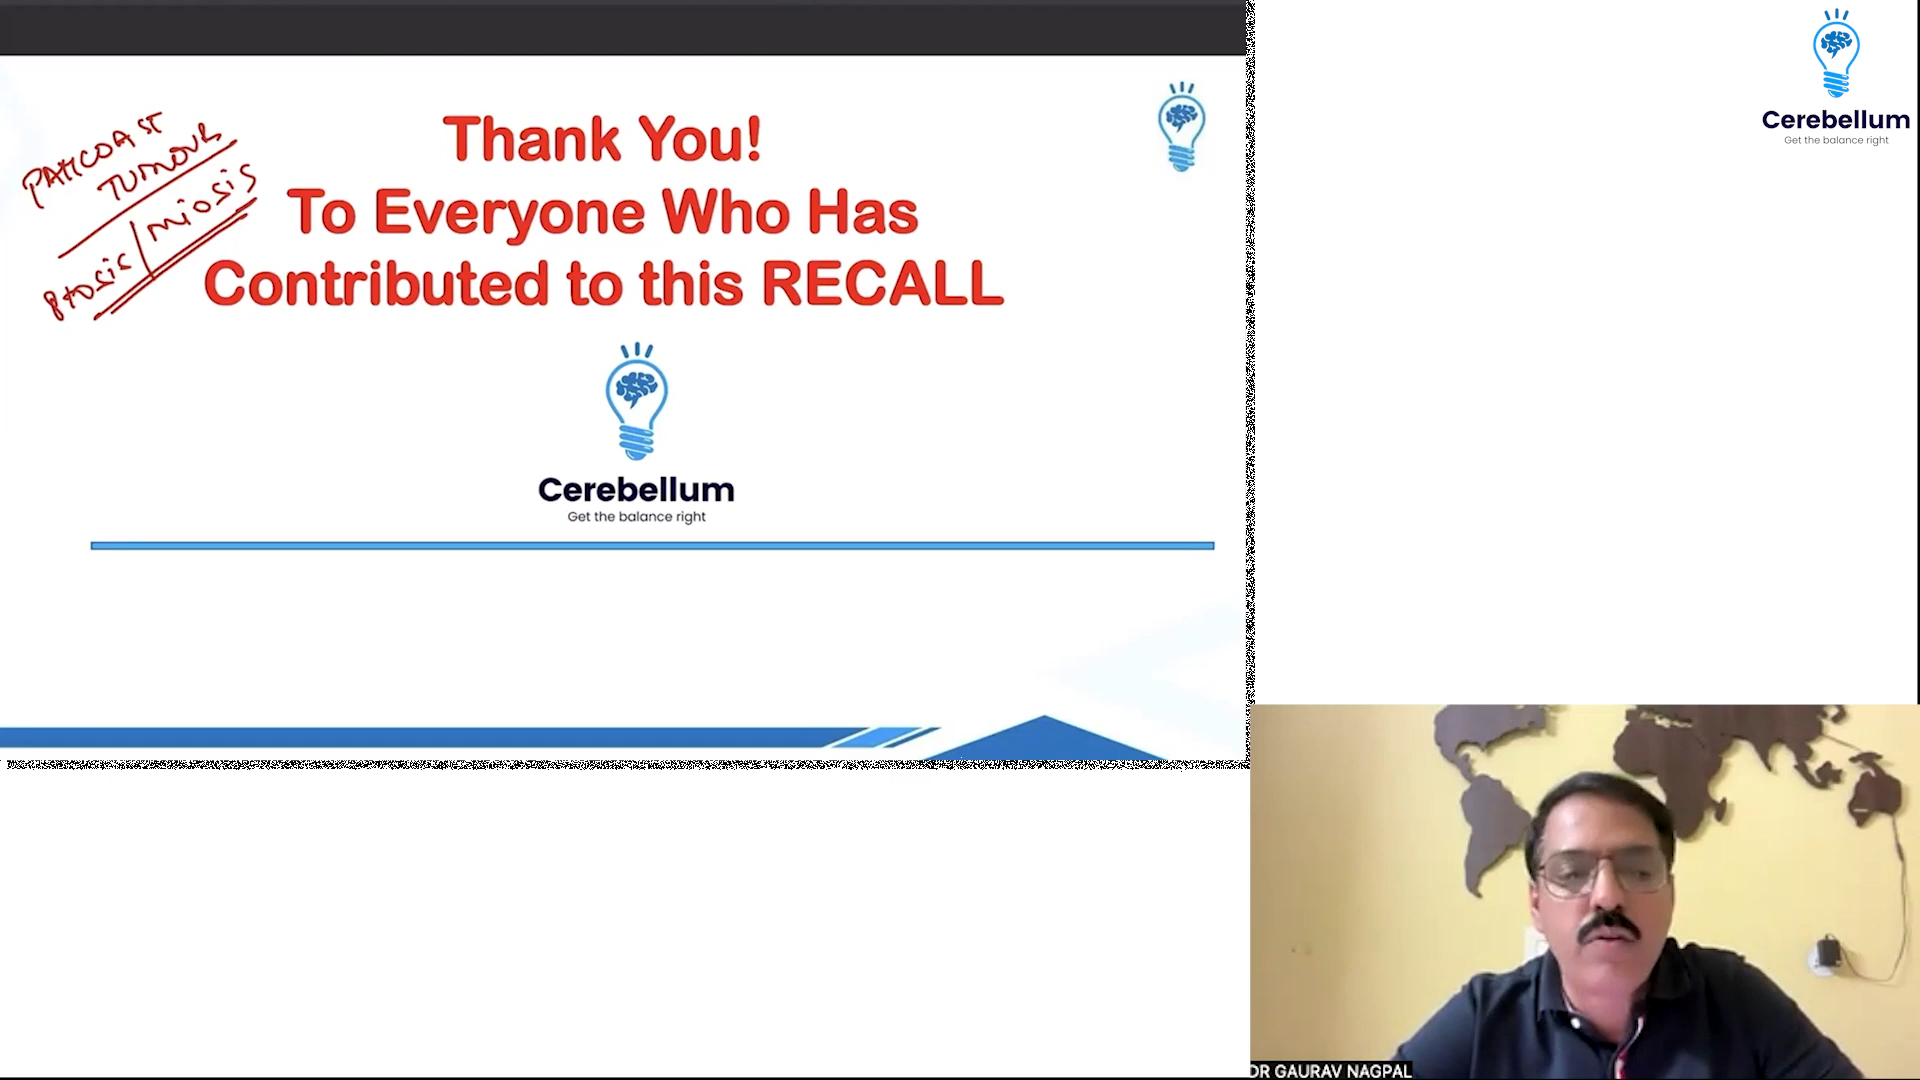 PANCOAST
TUMOUR
ptosis/miosis
Thank You!
To Everyone Who Has
Contributed to this RECALL
Cerebellum
Get the balance right
Cerebellum
Get the balance right
DR GAURAV NAGPAL